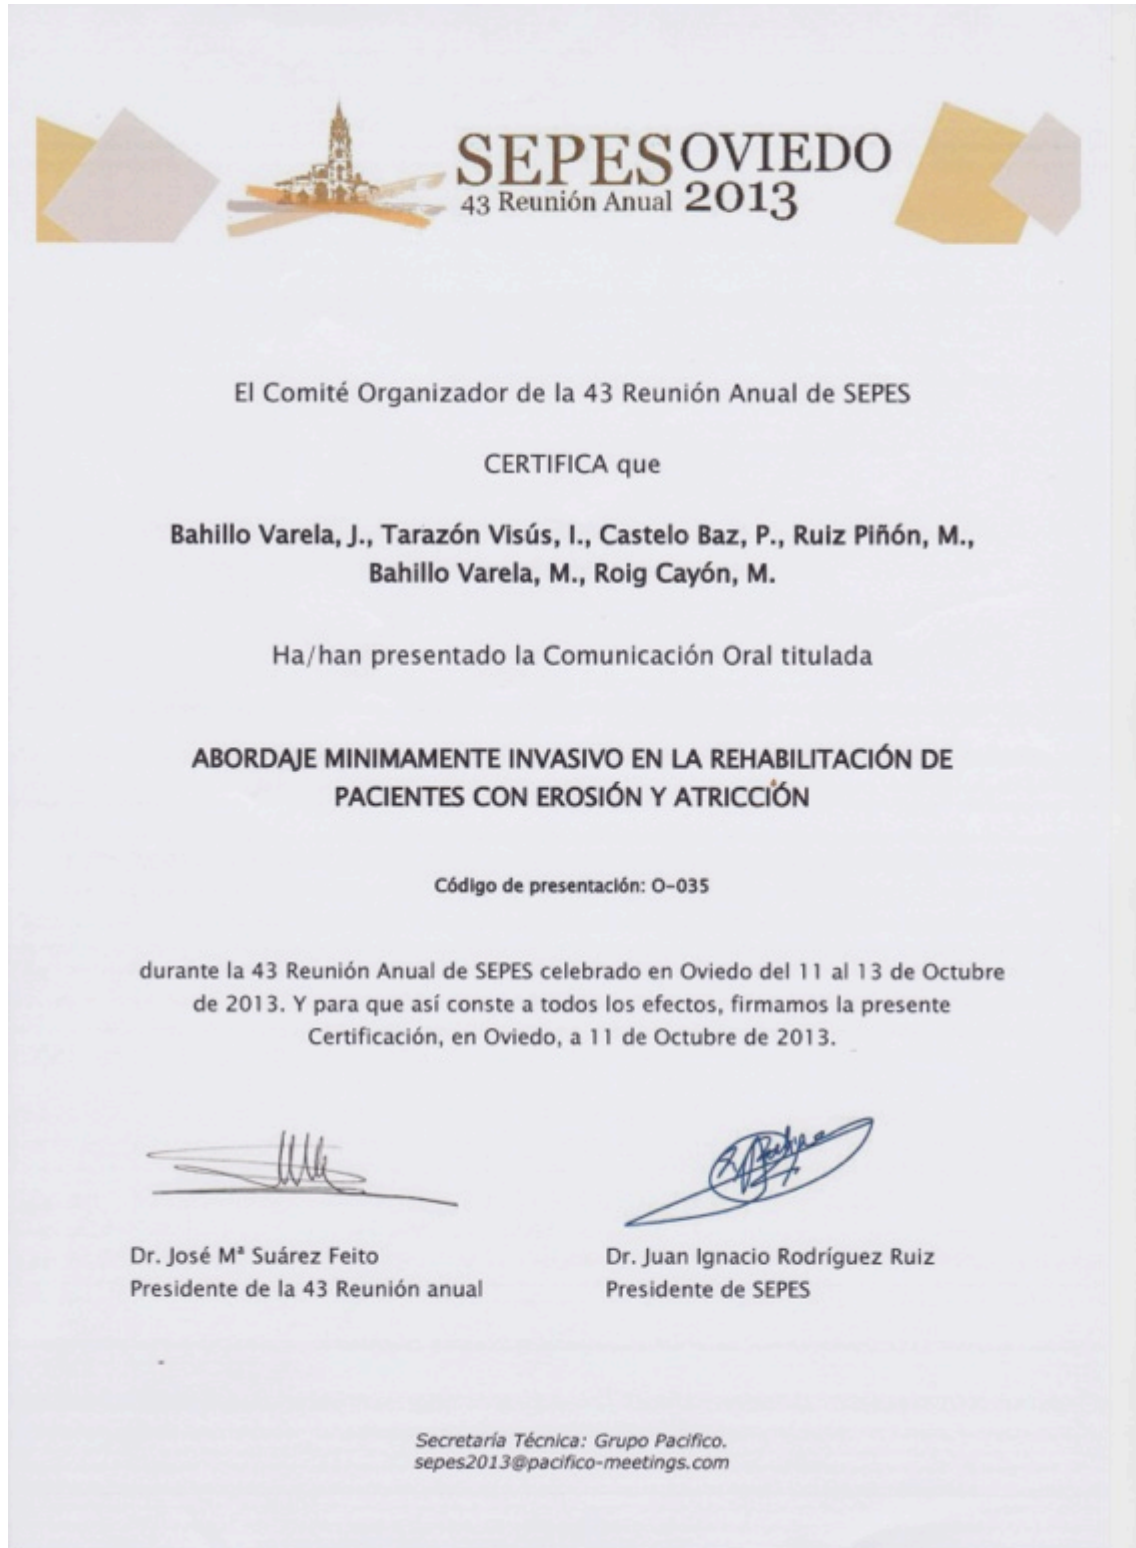 SEPES OVIEDO
43 Reunión Anual 2013
El Comité Organizador de la 43 Reunión Anual de SEPES
CERTIFICA que
Bahillo Varela, J., Tarazón Visús, I., Castelo Baz, P., Ruiz Piñón, M.,
Bahillo Varela, M., Roig Cayón, M.
Ha/han presentado la Comunicación Oral titulada
ABORDAJE MINIMAMENTE INVASIVO EN LA REHABILITACIÓN DE
PACIENTES CON EROSIÓN Y ATRICCIÓN
Código de presentación: O-035
durante la 43 Reunión Anual de SEPES celebrado en Oviedo del 11 al 13 de Octubre
de 2013. Y para que así conste a todos los efectos, firmamos la presente
Certificación, en Oviedo, a 11 de Octubre de 2013.
Dr. José Mª Suárez Feito
Presidente de la 43 Reunión anual
Dr. Juan Ignacio Rodríguez Ruiz
Presidente de SEPES
Secretaría Técnica: Grupo Pacifico.
sepes2013@pacifico-meetings.com